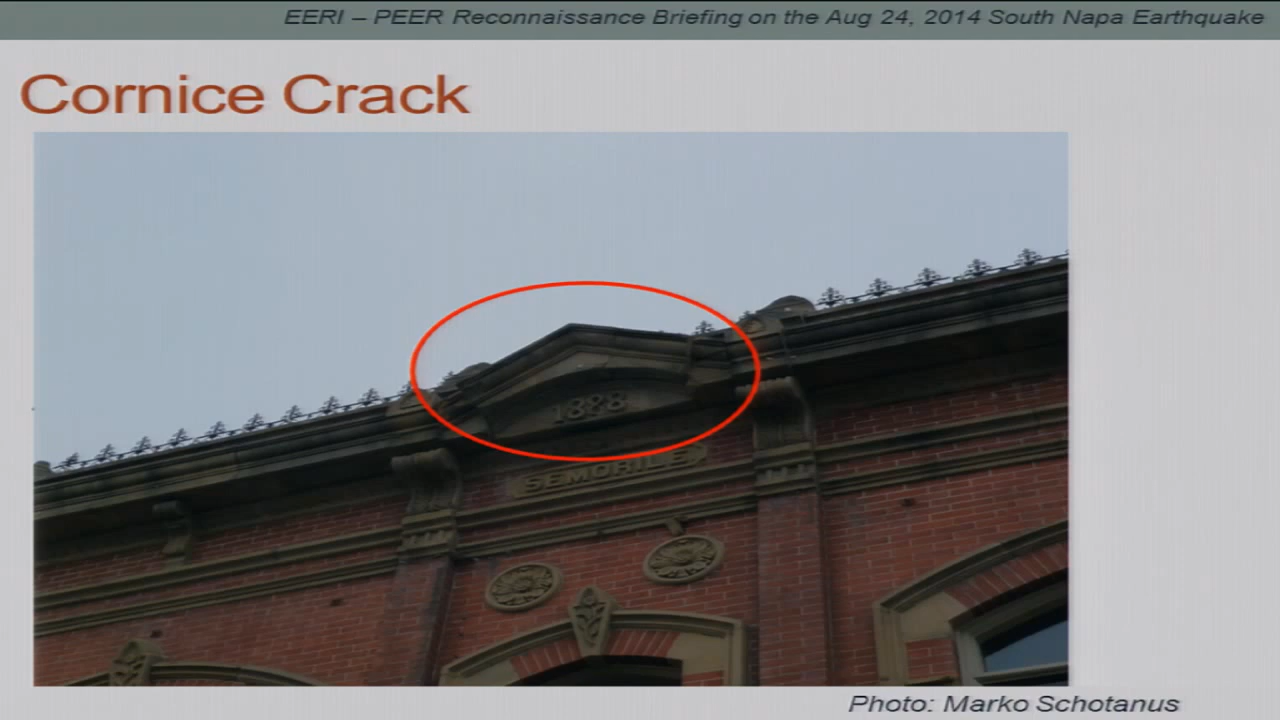 EERI – PEER Reconnaissance Briefing on the Aug 24, 2014 South Napa Earthquake
Cornice Crack
1888
SEMORILE
Photo: Marko Schotanus